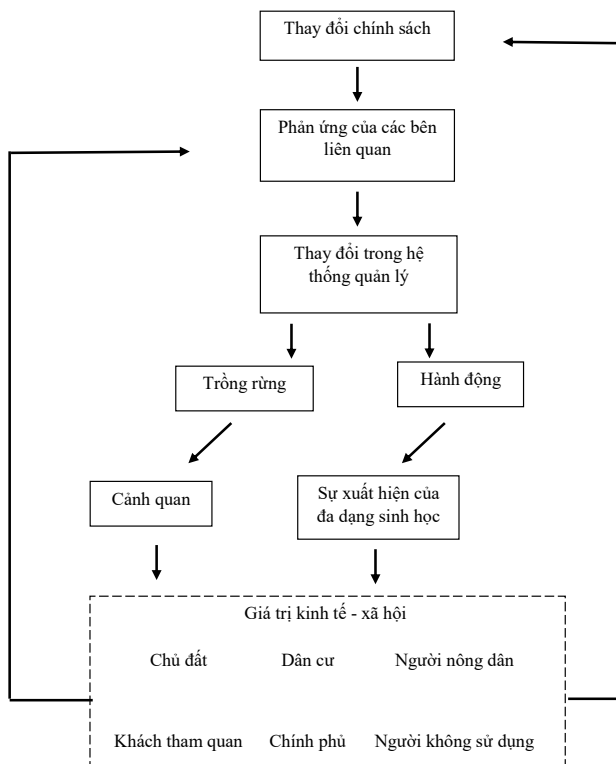 Thay đổi chính sách
Phản ứng của các bên
liên quan
Thay đổi trong hệ
thống quản lý
Trồng rừng
Hành động
Cảnh quan
Sự xuất hiện của
đa dạng sinh học
Giá trị kinh tế - xã hội
Chủ đất
Dân cư
Người nông dân
Khách tham quan
Chính phủ
Người không sử dụng